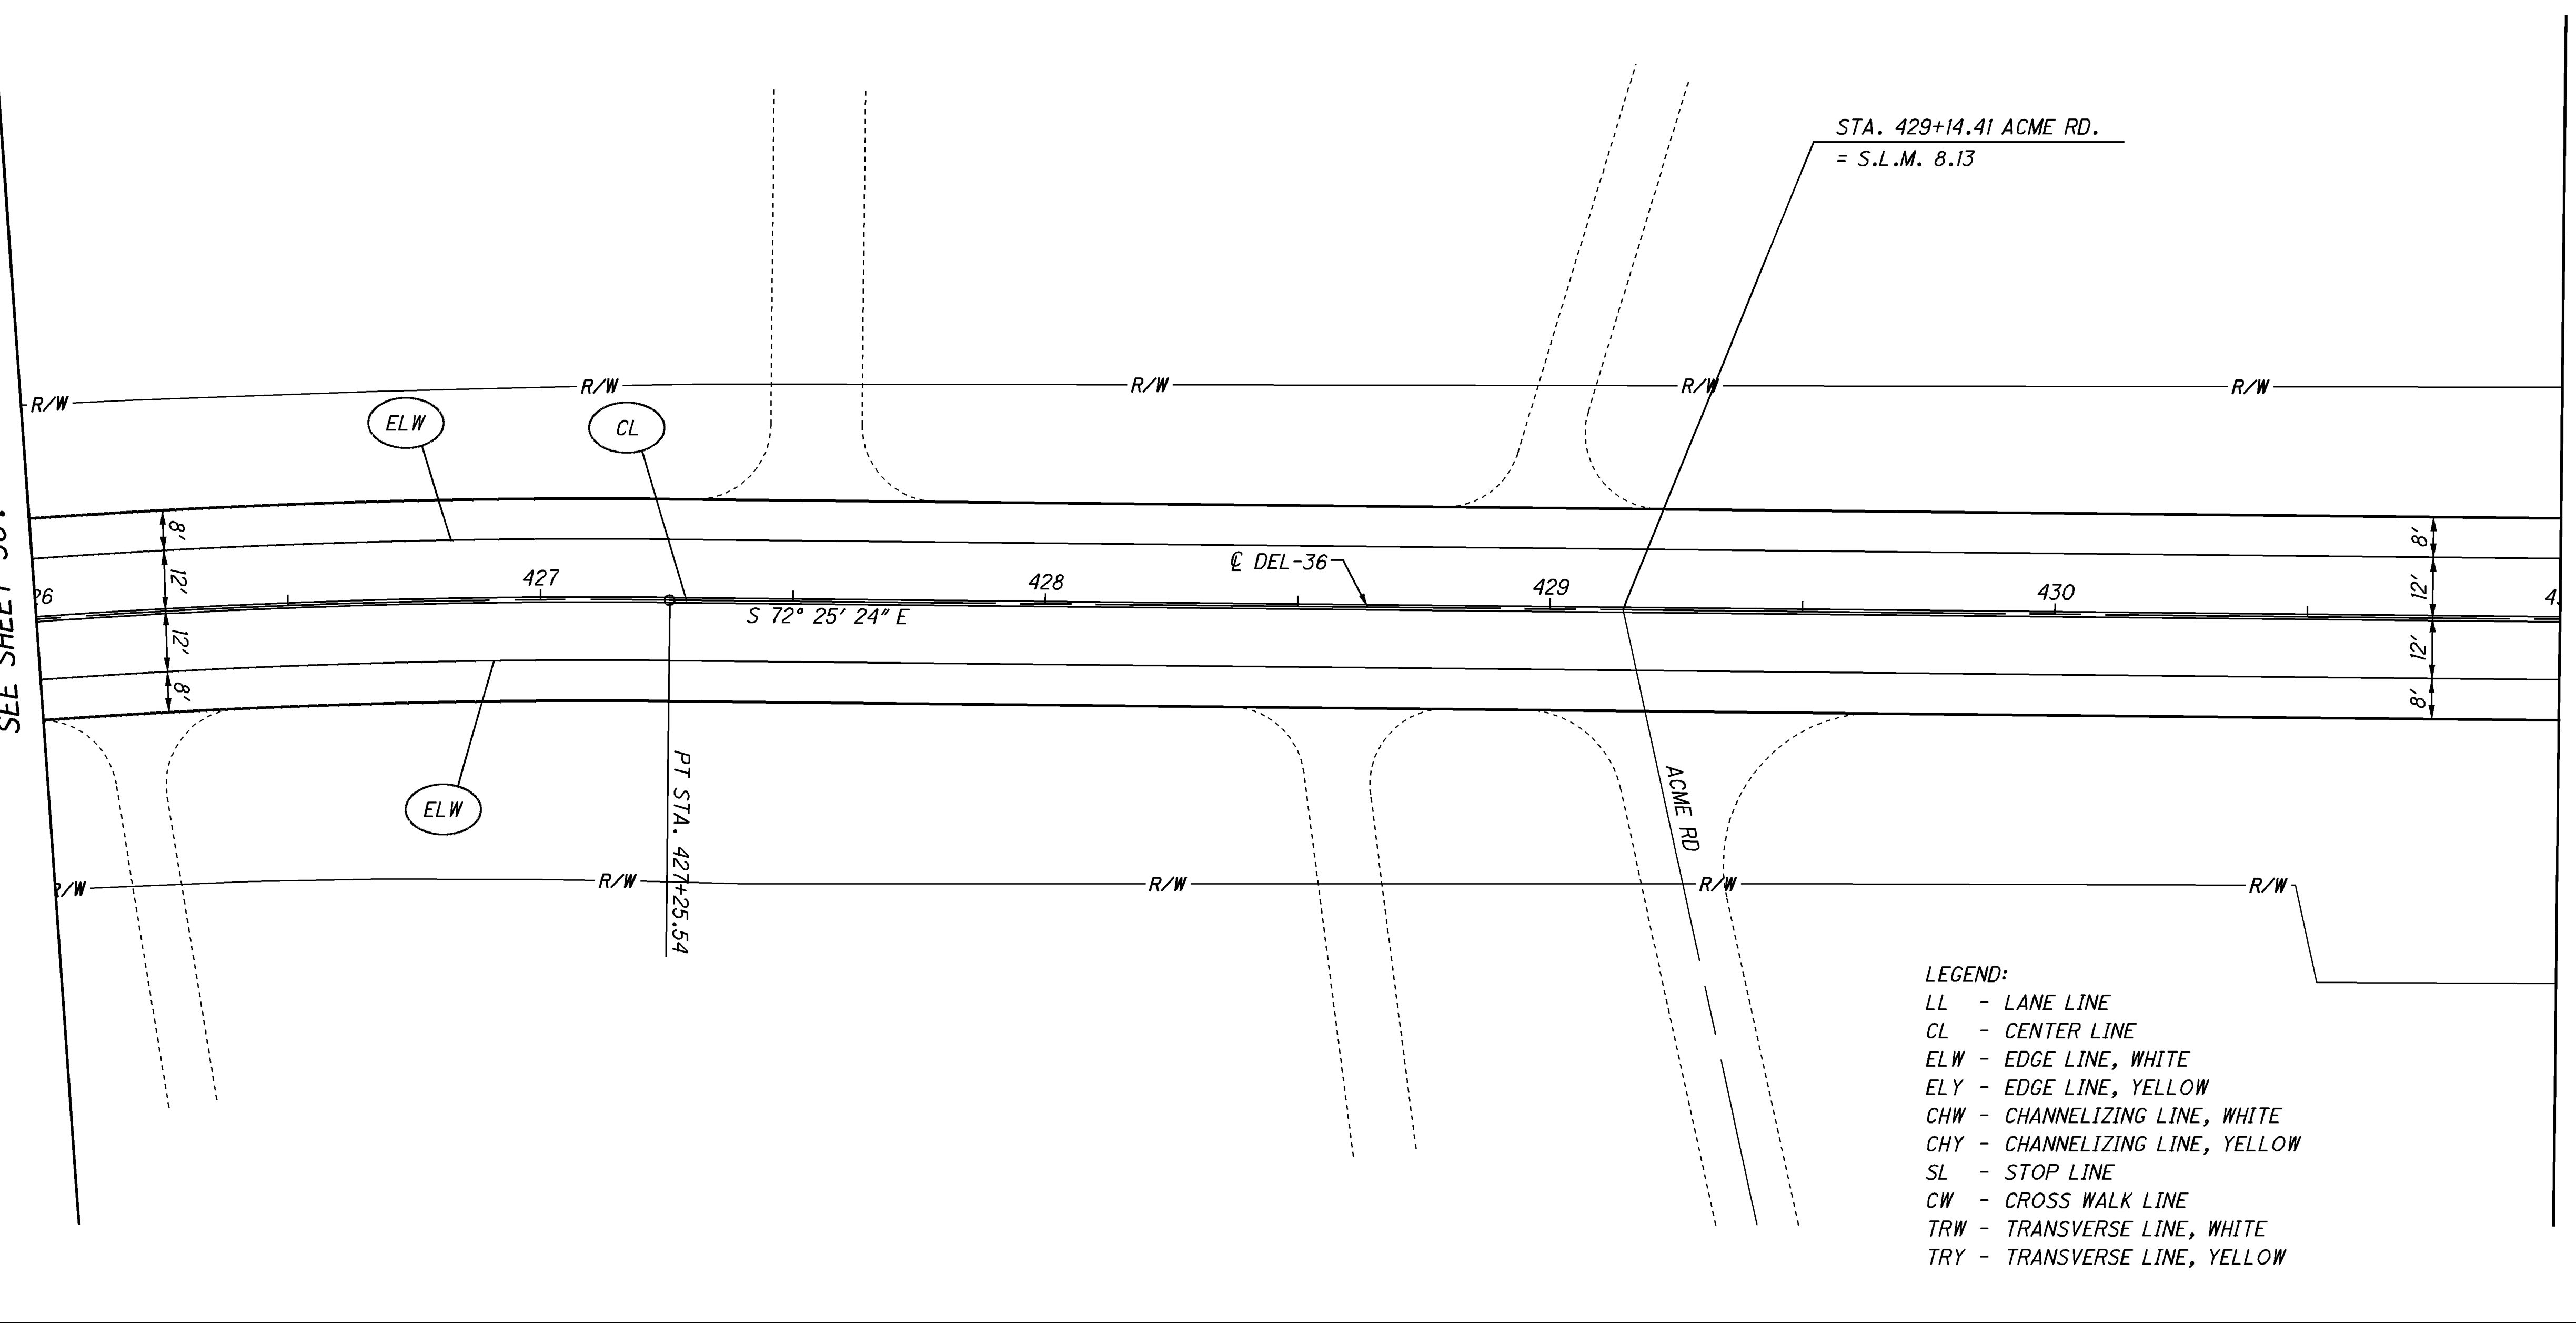 STA. 429+14.41 ACME RD.
= S.L.M. 8.13
R/W
R/W
R/W
R/W
R/W
ELW
CL
8'
12'
12'
8'
427
428
429
430
℄ DEL-36
S 72° 25' 24" E
8'
12'
12'
8'
SEE SHEET
PT STA. 427+25.54
ACME RD
ELW
R/W
R/W
R/W
R/W
R/W
LEGEND:
LL - LANE LINE
CL - CENTER LINE
ELW - EDGE LINE, WHITE
ELY - EDGE LINE, YELLOW
CHW - CHANNELIZING LINE, WHITE
CHY - CHANNELIZING LINE, YELLOW
SL - STOP LINE
CW - CROSS WALK LINE
TRW - TRANSVERSE LINE, WHITE
TRY - TRANSVERSE LINE, YELLOW